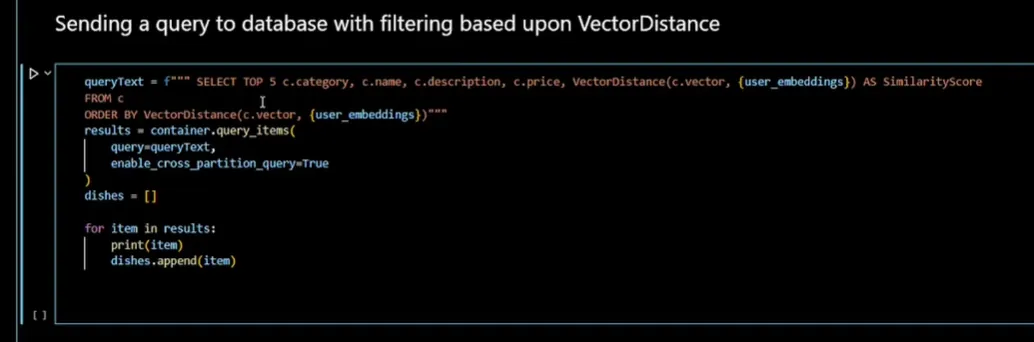 Sending a query to database with filtering based upon VectorDistance
queryText = f""" SELECT TOP 5 c.category, c.name, c.description, c.price, VectorDistance(c.vector, {user_embeddings}) AS SimilarityScore
FROM c
ORDER BY VectorDistance(c.vector, {user_embeddings})"""
results = container.query_items(
    query=queryText,
    enable_cross_partition_query=True
)
dishes = []
for item in results:
    print(item)
    dishes.append(item)
[ ]